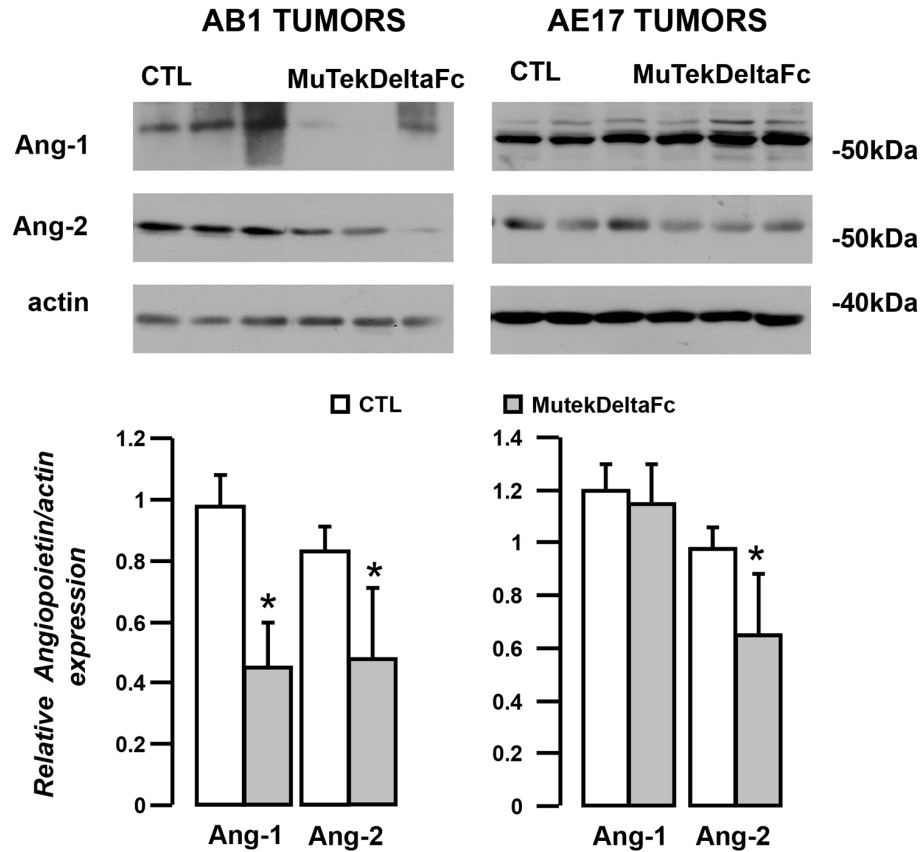 AB1 TUMORS
AE17 TUMORS
CTL
MuTekDeltaFc
CTL
MuTekDeltaFc
Ang-1
-50kDa
Ang-2
-50kDa
actin
-40kDa
CTL
MutekDeltaFc
Relative Angiopoietin/actin
expression
1.2
1
0.8
0.6
0.4
0.2
0
*
*
Ang-1
Ang-2
1.4
1.2
1
0.8
0.6
0.4
0.2
0
*
Ang-1
Ang-2